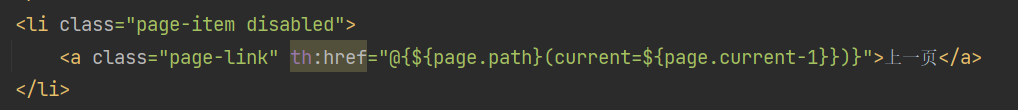 <li class="page-item disabled">
<a class="page-link" th:href="@{${page.path}(current=${page.current-1}})}">上一页</a>
</li>